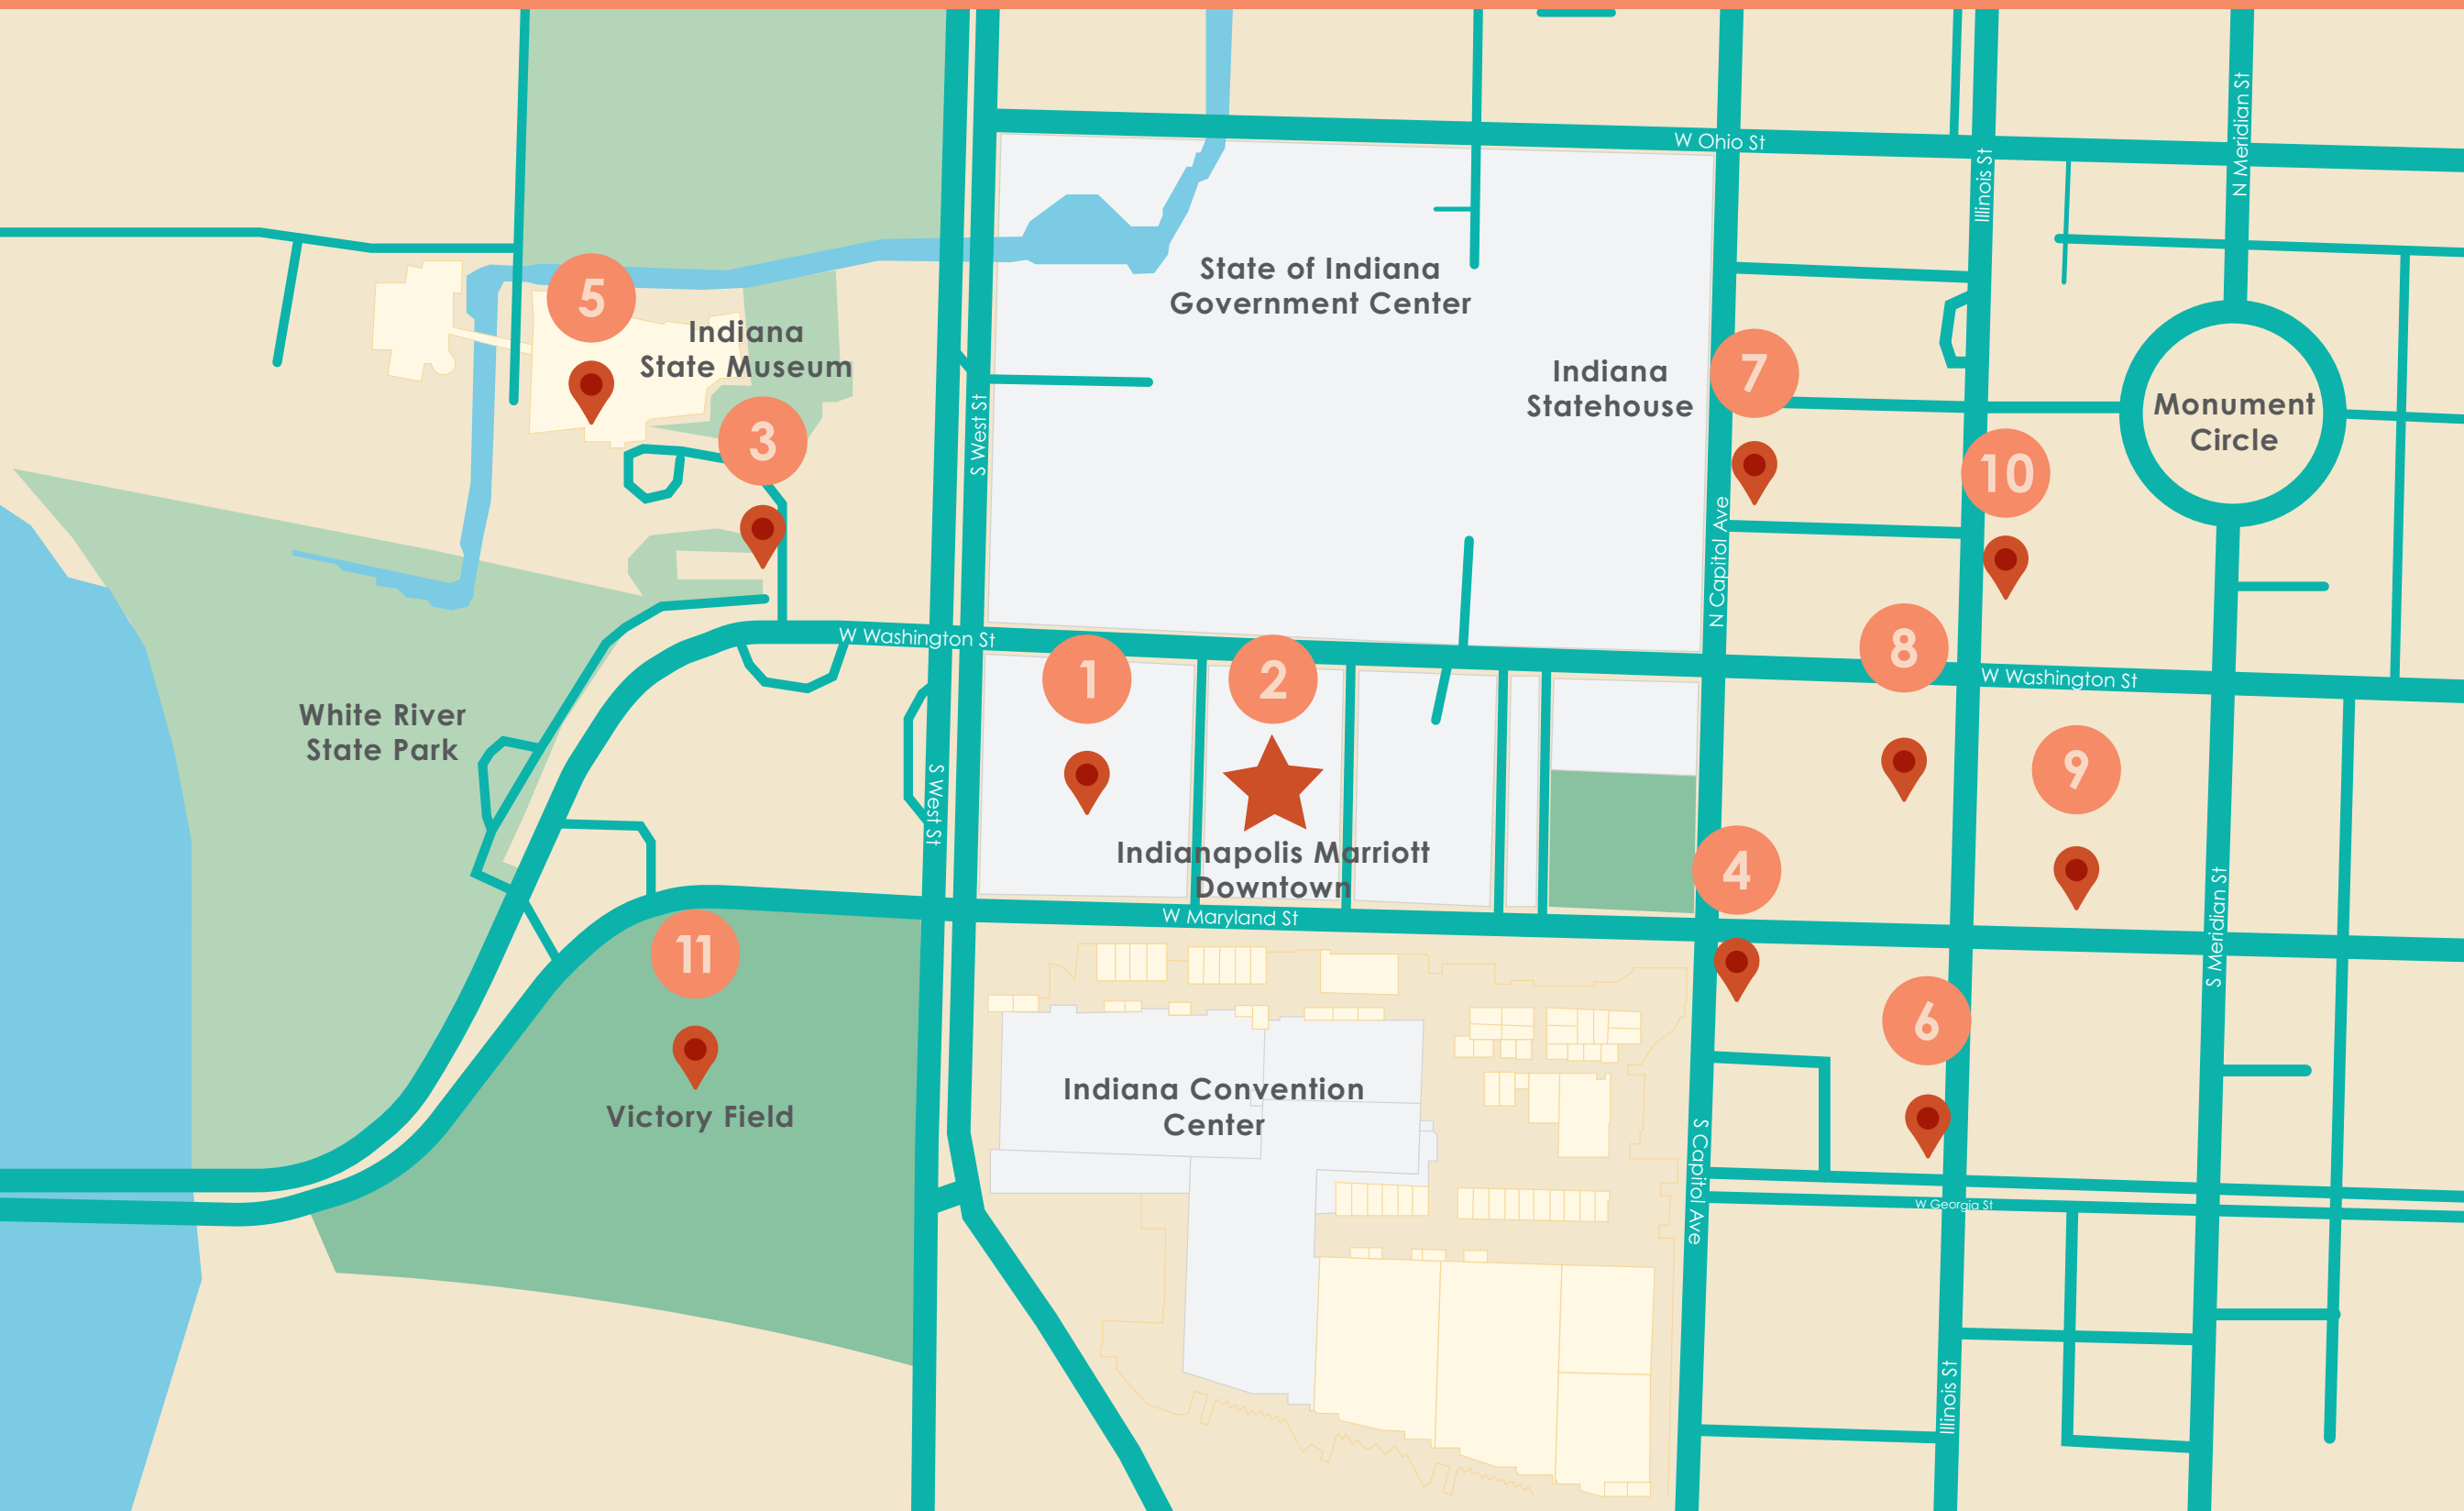 W Ohio St
N Meridian St
Illinois St
State of Indiana
Government Center
5
Indiana
State Museum
3
S West St
Indiana
Statehouse
7
Monument
Circle
10
N Capitol Ave
W Washington St
1
2
8
W Washington St
White River
State Park
S West St
9
Indianapolis Marriott
Downtown
4
W Maryland St
S Meridian St
11
6
Victory Field
Indiana Convention
Center
S Capitol Ave
W Georgia St
Illinois St